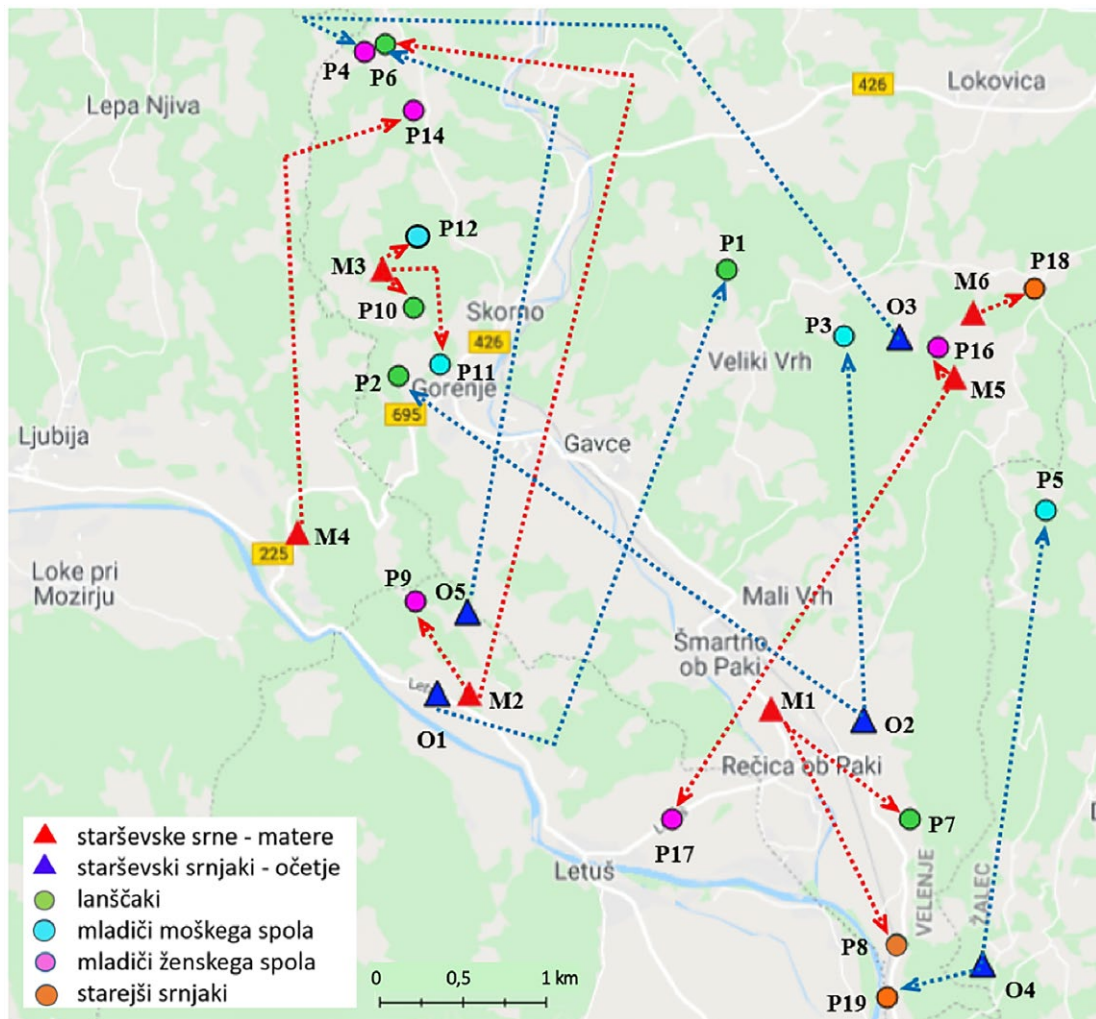 P4
P6
Lepa Njiva
P14
426
Lokovica
P12
M3
P10
Skorno
426
P1
P18
M6
O3
P3
Veliki Vrh
P16
M5
P2
P11
Gorenje
695
Ljubija
Gavce
P5
M4
225
Loke pri
Mozirju
P9
O5
Mali Vrh
Šmartno
ob Paki
M2
O1
M1
O2
Rečica ob Paki
P7
P17
Letuš
VELENJE
ŽALEC
P8
P19
O4
starševske srne - matere
starševski srnjaki - očetje
lanščaki
mladiči moškega spola
mladiči ženskega spola
starejši srnjaki
0 0,5 1 km